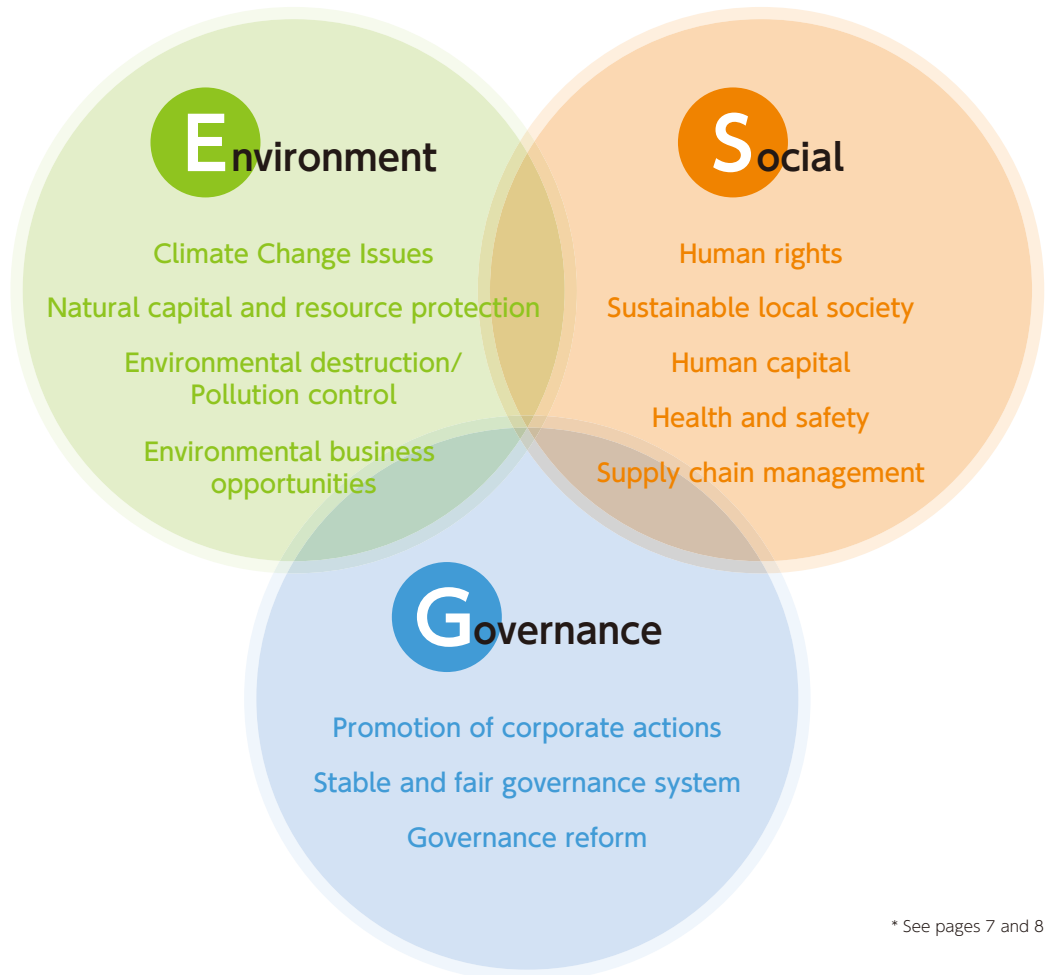 Environment
Climate Change Issues
Natural capital and resource protection
Environmental destruction/
Pollution control
Environmental business
opportunities
Social
Human rights
Sustainable local society
Human capital
Health and safety
Supply chain management
Governance
Promotion of corporate actions
Stable and fair governance system
Governance reform
* See pages 7 and 8